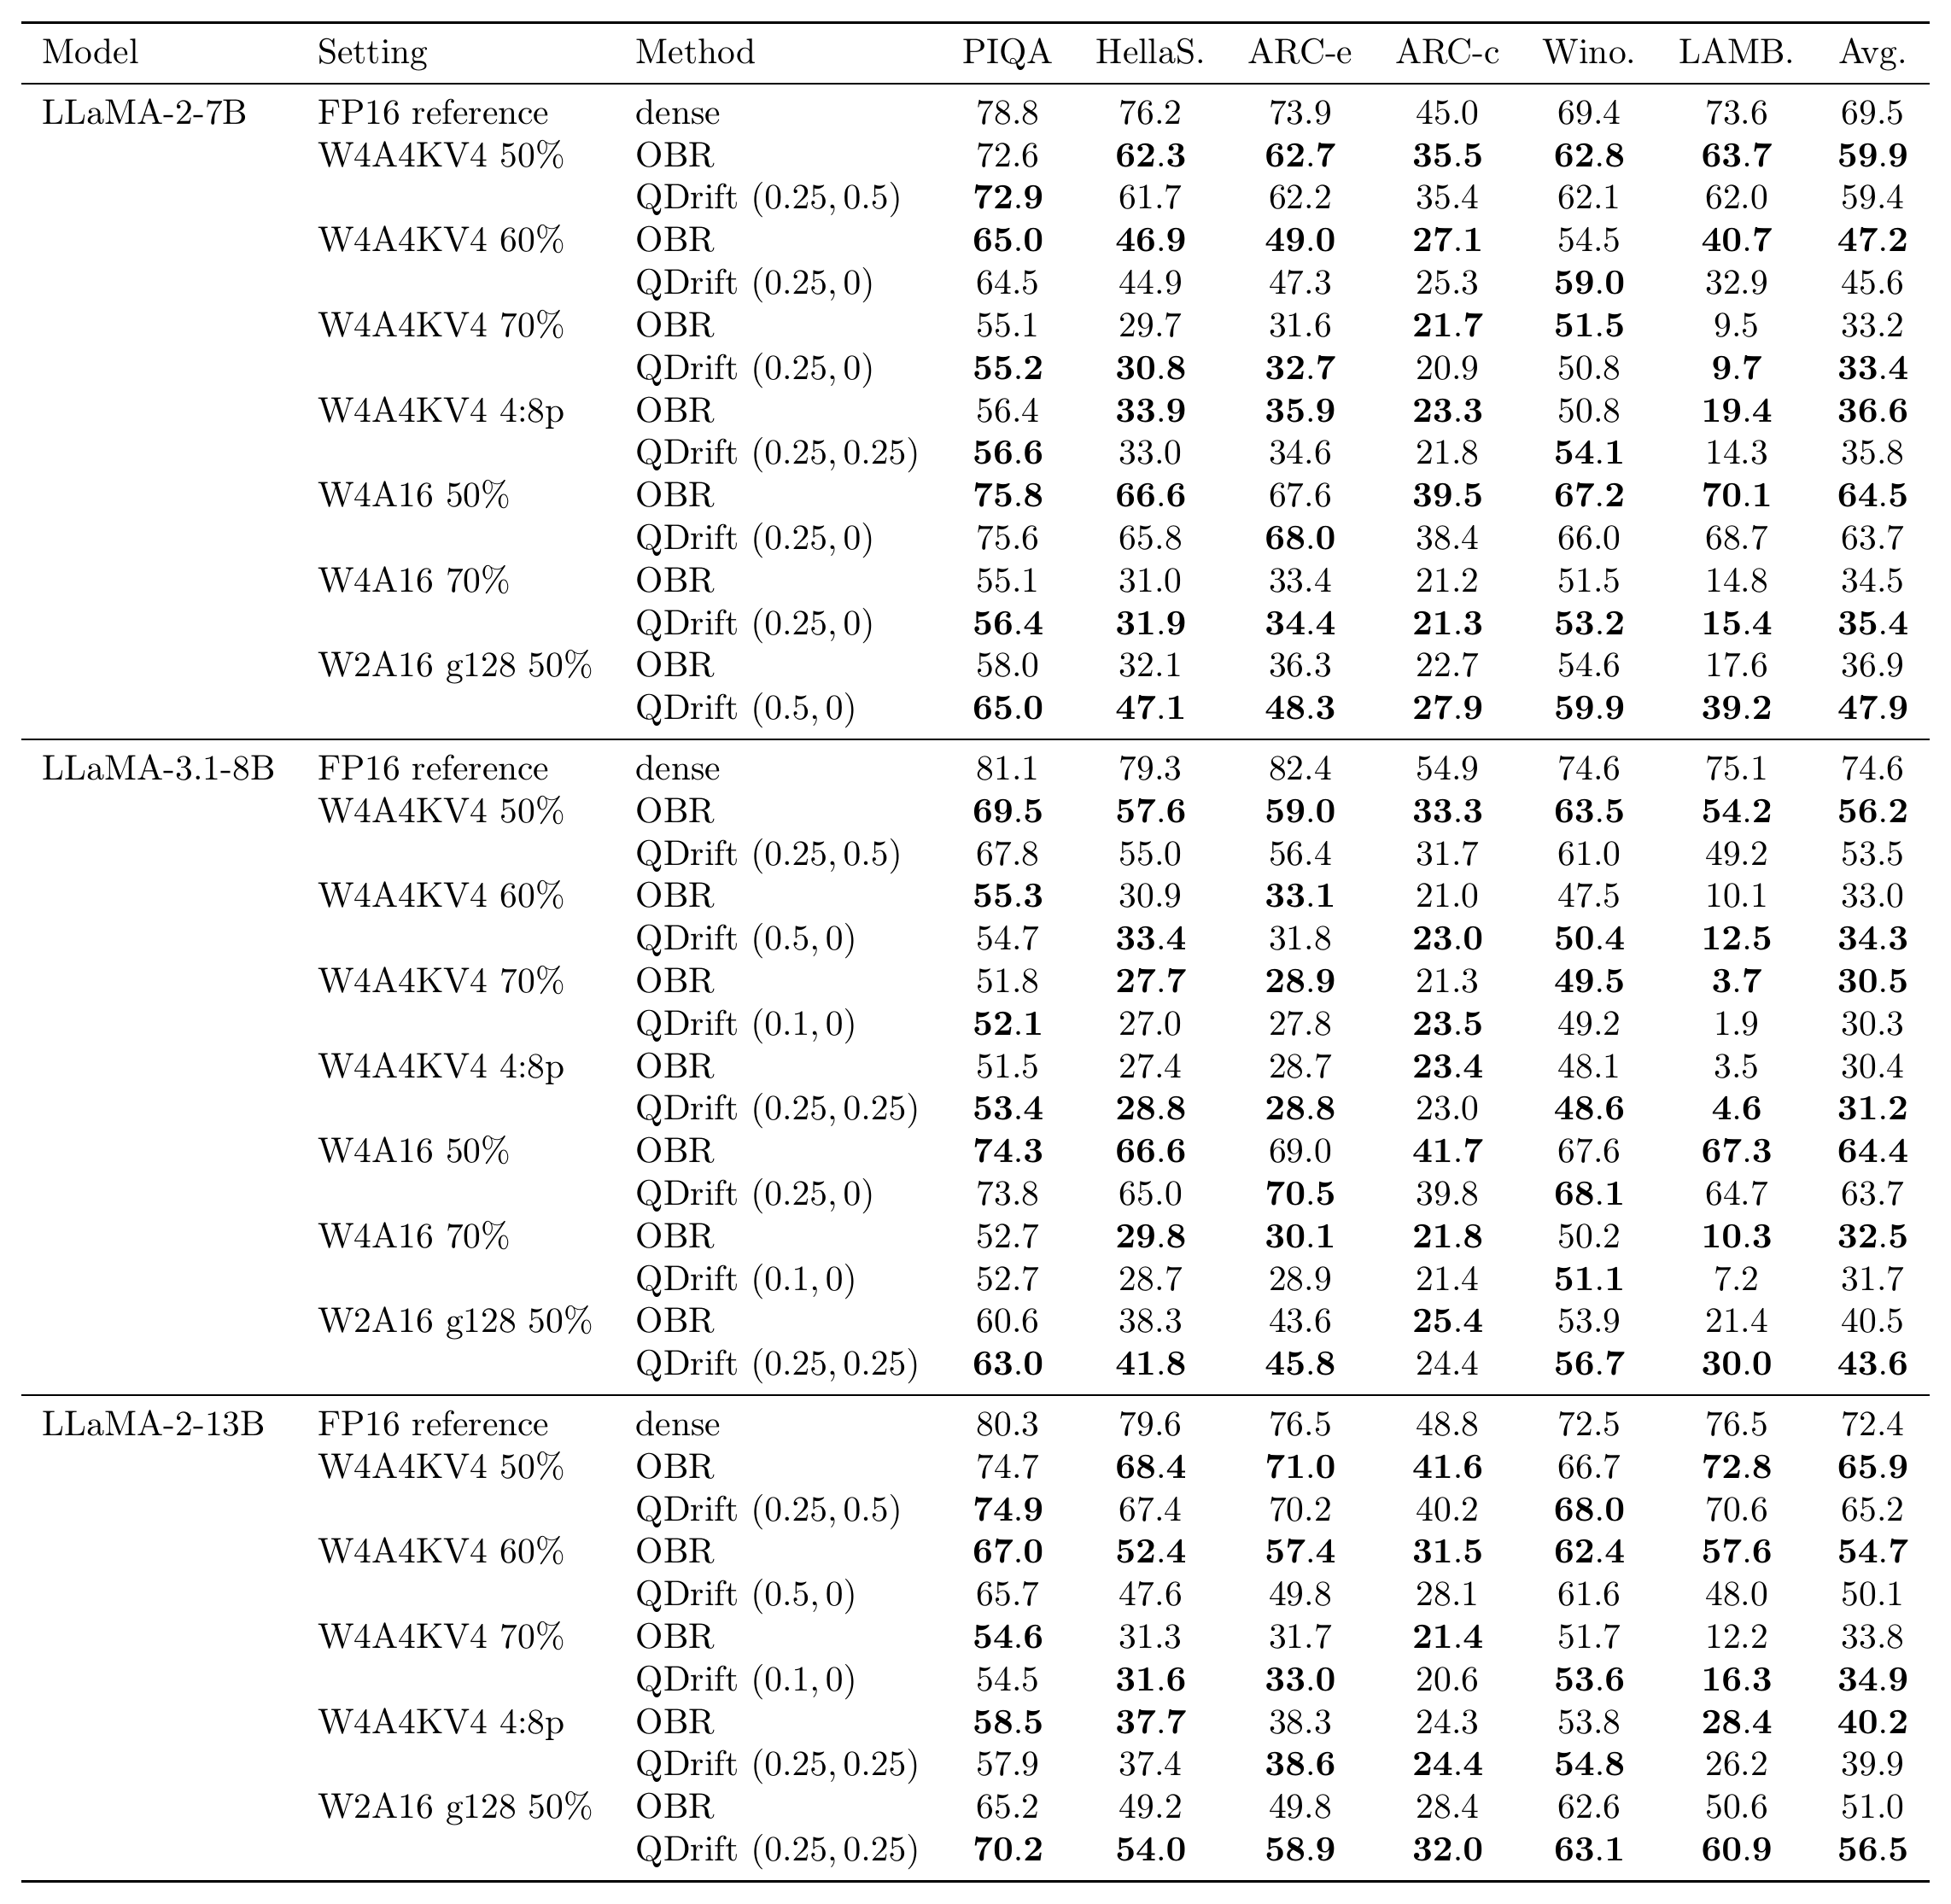 Model Setting Method PIQA HellaS. ARC-e ARC-c Wino. LAMB. Avg.
LLaMA-2-7B FP16 reference dense 78.8 76.2 73.9 45.0 69.4 73.6 69.5
W4A4KV4 50% OBR 72.6 62.3 62.7 35.5 62.8 63.7 59.9
QDrift (0.25, 0.5) 72.9 61.7 62.2 35.4 62.1 62.0 59.4
W4A4KV4 60% OBR 65.0 46.9 49.0 27.1 54.5 40.7 47.2
QDrift (0.25, 0) 64.5 44.9 47.3 25.3 59.0 32.9 45.6
W4A4KV4 70% OBR 55.1 29.7 31.6 21.7 51.5 9.5 33.2
QDrift (0.25, 0) 55.2 30.8 32.7 20.9 50.8 9.7 33.4
W4A4KV4 4:8p OBR 56.4 33.9 35.9 23.3 50.8 19.4 36.6
QDrift (0.25, 0.25) 56.6 33.0 34.6 21.8 54.1 14.3 35.8
W4A16 50% OBR 75.8 66.6 67.6 39.5 67.2 70.1 64.5
QDrift (0.25, 0) 75.6 65.8 68.0 38.4 66.0 68.7 63.7
W4A16 70% OBR 55.1 31.0 33.4 21.2 51.5 14.8 34.5
QDrift (0.25, 0) 56.4 31.9 34.4 21.3 53.2 15.4 35.4
W2A16 g128 50% OBR 58.0 32.1 36.3 22.7 54.6 17.6 36.9
QDrift (0.5, 0) 65.0 47.1 48.3 27.9 59.9 39.2 47.9
LLaMA-3.1-8B FP16 reference dense 81.1 79.3 82.4 54.9 74.6 75.1 74.6
W4A4KV4 50% OBR 69.5 57.6 59.0 33.3 63.5 54.2 56.2
QDrift (0.25, 0.5) 67.8 55.0 56.4 31.7 61.0 49.2 53.5
W4A4KV4 60% OBR 55.3 30.9 33.1 21.0 47.5 10.1 33.0
QDrift (0.5, 0) 54.7 33.4 31.8 23.0 50.4 12.5 34.3
W4A4KV4 70% OBR 51.8 27.7 28.9 21.3 49.5 3.7 30.5
QDrift (0.1, 0) 52.1 27.0 27.8 23.5 49.2 1.9 30.3
W4A4KV4 4:8p OBR 51.5 27.4 28.7 23.4 48.1 3.5 30.4
QDrift (0.25, 0.25) 53.4 28.8 28.8 23.0 48.6 4.6 31.2
W4A16 50% OBR 74.3 66.6 69.0 41.7 67.6 67.3 64.4
QDrift (0.25, 0) 73.8 65.0 70.5 39.8 68.1 64.7 63.7
W4A16 70% OBR 52.7 29.8 30.1 21.8 50.2 10.3 32.5
QDrift (0.1, 0) 52.7 28.7 28.9 21.4 51.1 7.2 31.7
W2A16 g128 50% OBR 60.6 38.3 43.6 25.4 53.9 21.4 40.5
QDrift (0.25, 0.25) 63.0 41.8 45.8 24.4 56.7 30.0 43.6
LLaMA-2-13B FP16 reference dense 80.3 79.6 76.5 48.8 72.5 76.5 72.4
W4A4KV4 50% OBR 74.7 68.4 71.0 41.6 66.7 72.8 65.9
QDrift (0.25, 0.5) 74.9 67.4 70.2 40.2 68.0 70.6 65.2
W4A4KV4 60% OBR 67.0 52.4 57.4 31.5 62.4 57.6 54.7
QDrift (0.5, 0) 65.7 47.6 49.8 28.1 61.6 48.0 50.1
W4A4KV4 70% OBR 54.6 31.3 31.7 21.4 51.7 12.2 33.8
QDrift (0.1, 0) 54.5 31.6 33.0 20.6 53.6 16.3 34.9
W4A4KV4 4:8p OBR 58.5 37.7 38.3 24.3 53.8 28.4 40.2
QDrift (0.25, 0.25) 57.9 37.4 38.6 24.4 54.8 26.2 39.9
W2A16 g128 50% OBR 65.2 49.2 49.8 28.4 62.6 50.6 51.0
QDrift (0.25, 0.25) 70.2 54.0 58.9 32.0 63.1 60.9 56.5